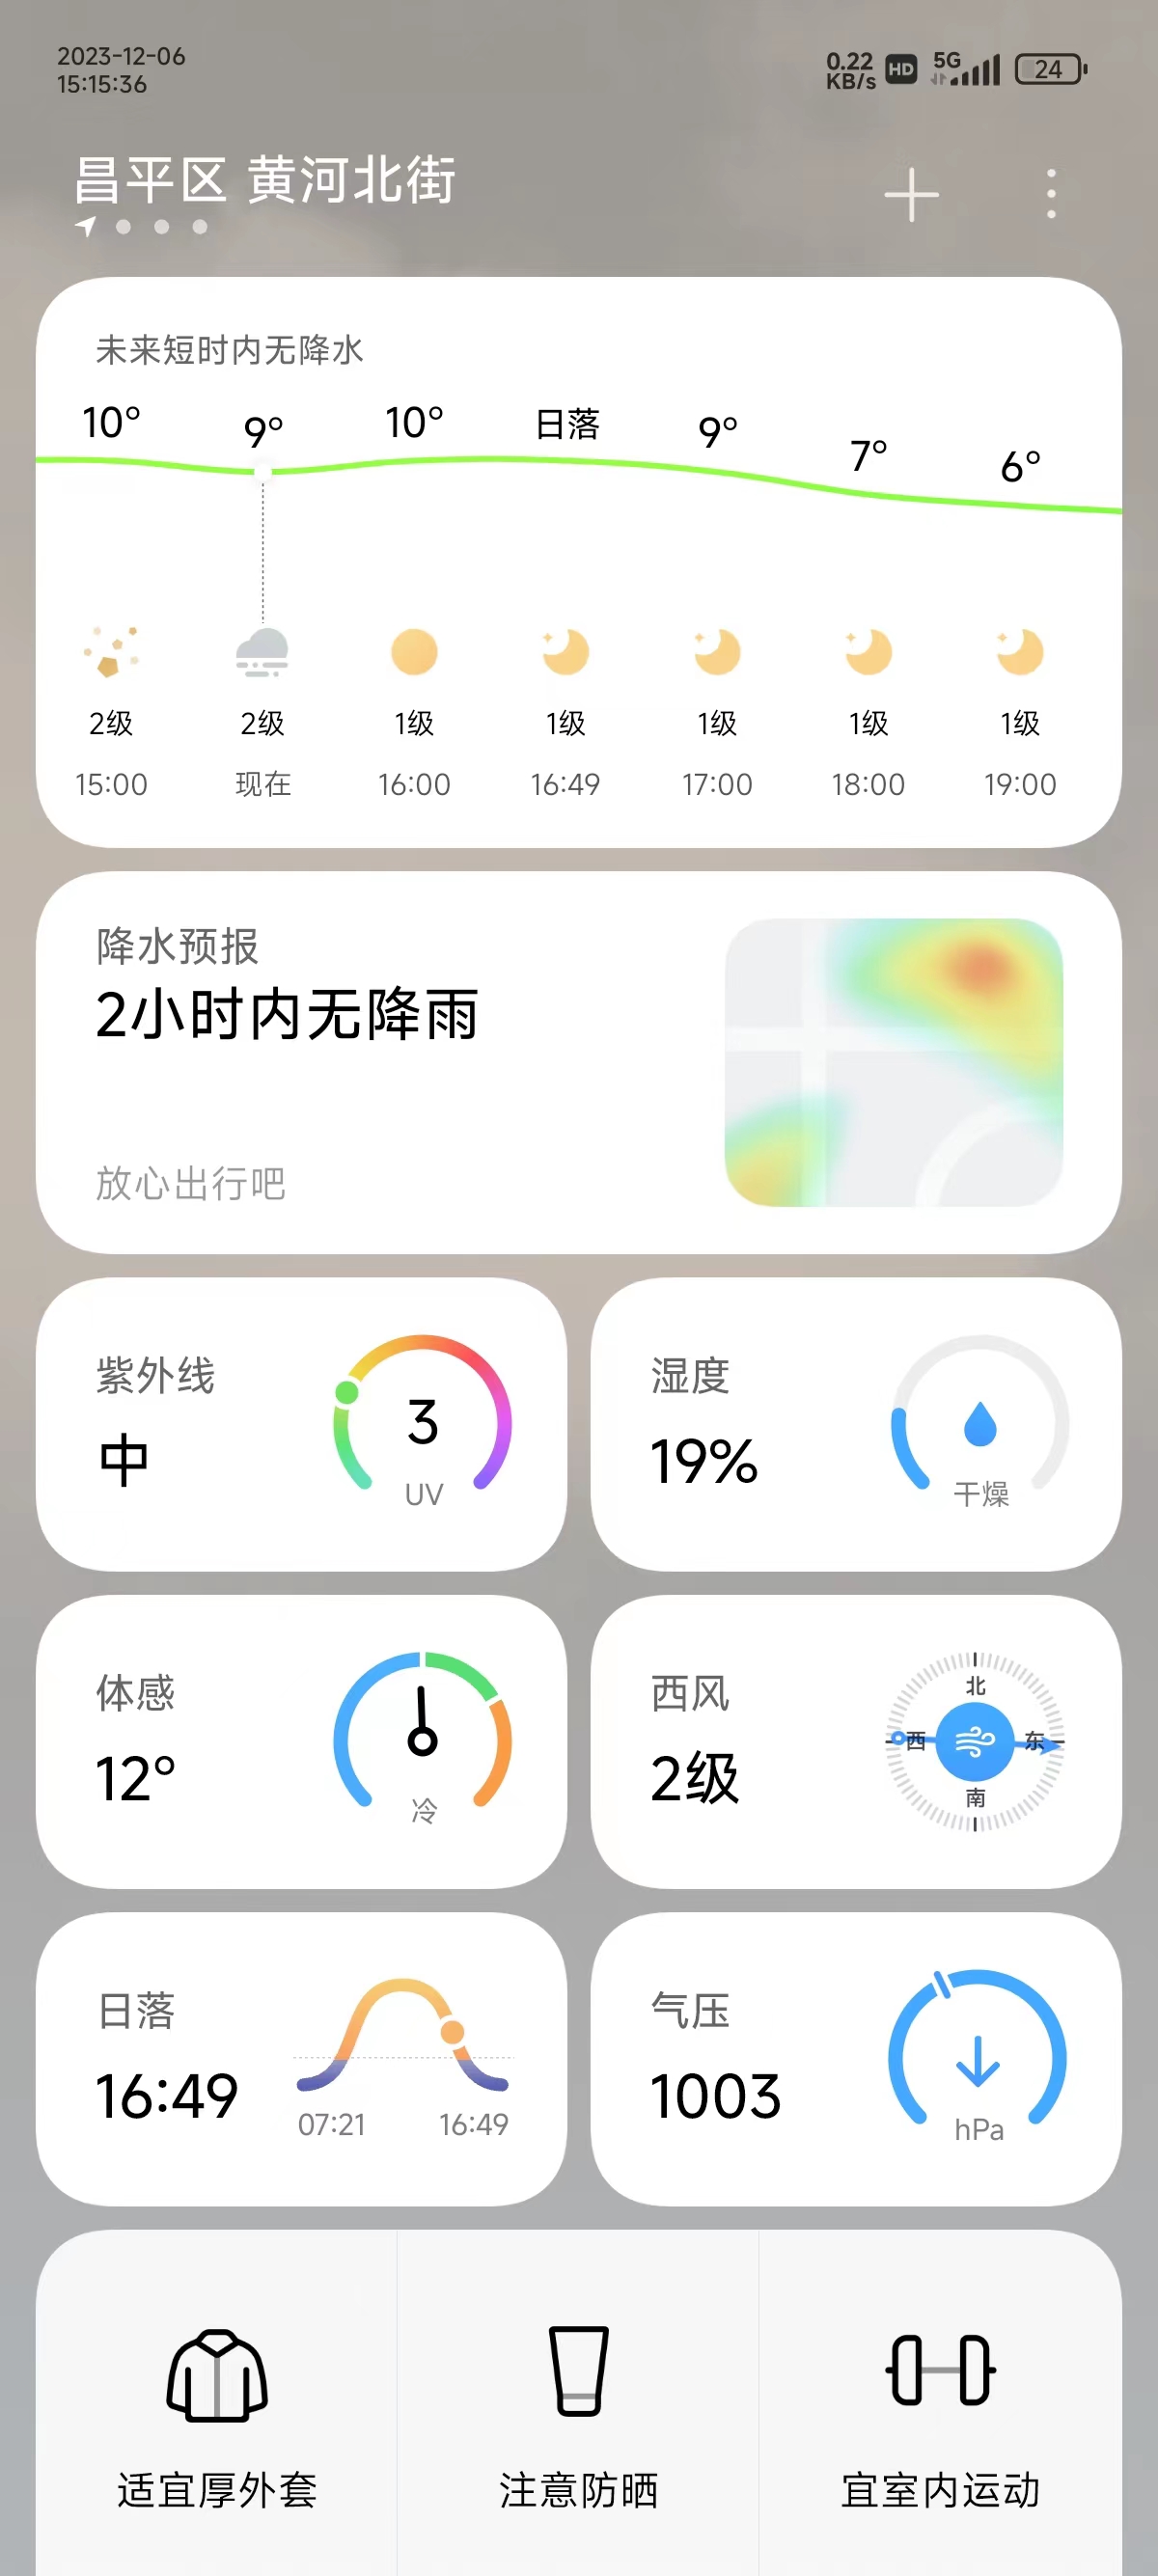 2023-12-06
15:15:36
0.22
KB/s
HD
5G
24
昌平区 黄河北街
未来短时内无降水
10° 9° 10° 日落 9° 7° 6°
2级 2级 1级 1级 1级 1级 1级
15:00 现在 16:00 16:49 17:00 18:00 19:00
降水预报
2小时内无降雨
放心出行吧
紫外线
中
3
UV
湿度
19%
干燥
体感
12°
冷
西风
2级
北
西
东
南
日落
16:49
07:21 16:49
气压
1003
hPa
适宜厚外套 注意防晒 宜室内运动